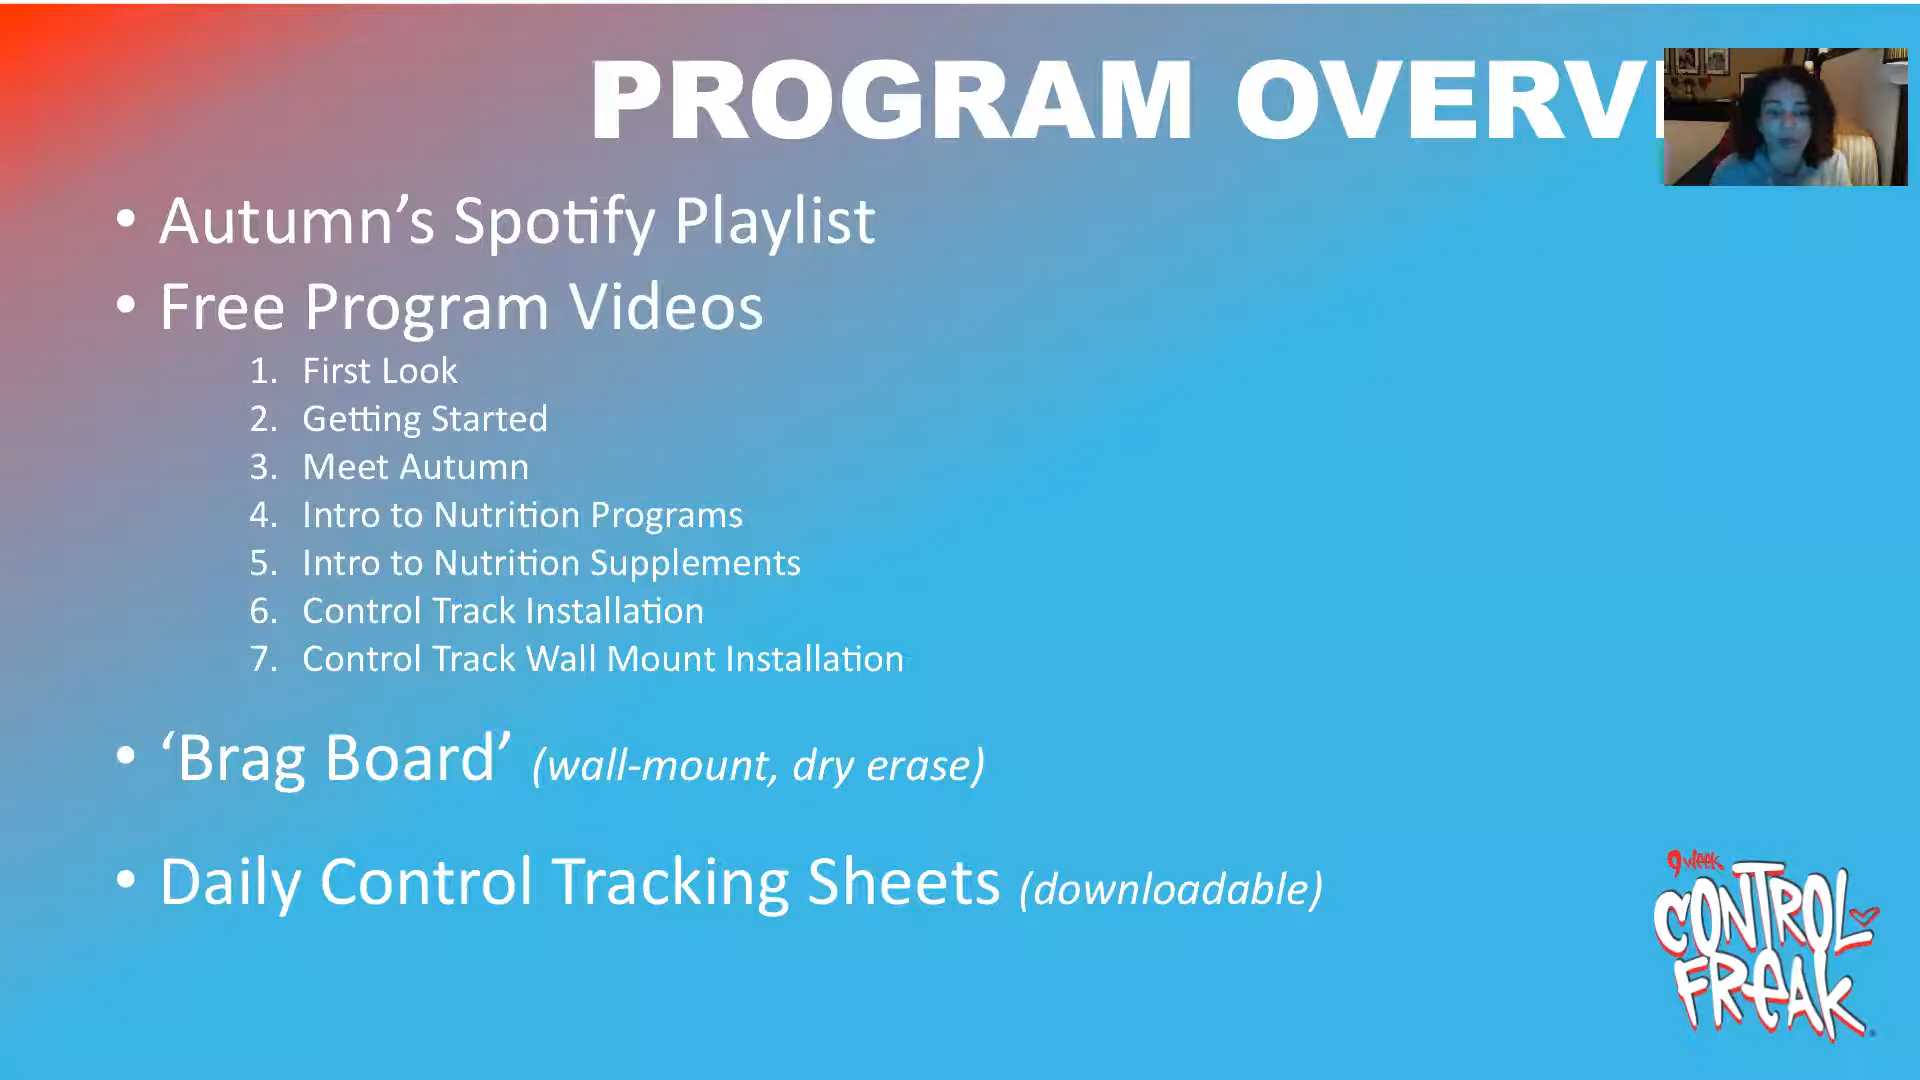 PROGRAM OVERV
• Autumn’s Spotify Playlist
• Free Program Videos
1. First Look
2. Getting Started
3. Meet Autumn
4. Intro to Nutrition Programs
5. Intro to Nutrition Supplements
6. Control Track Installation
7. Control Track Wall Mount Installation
• ‘Brag Board’ (wall-mount, dry erase)
• Daily Control Tracking Sheets (downloadable)
9 week
CONTROL
FREAK